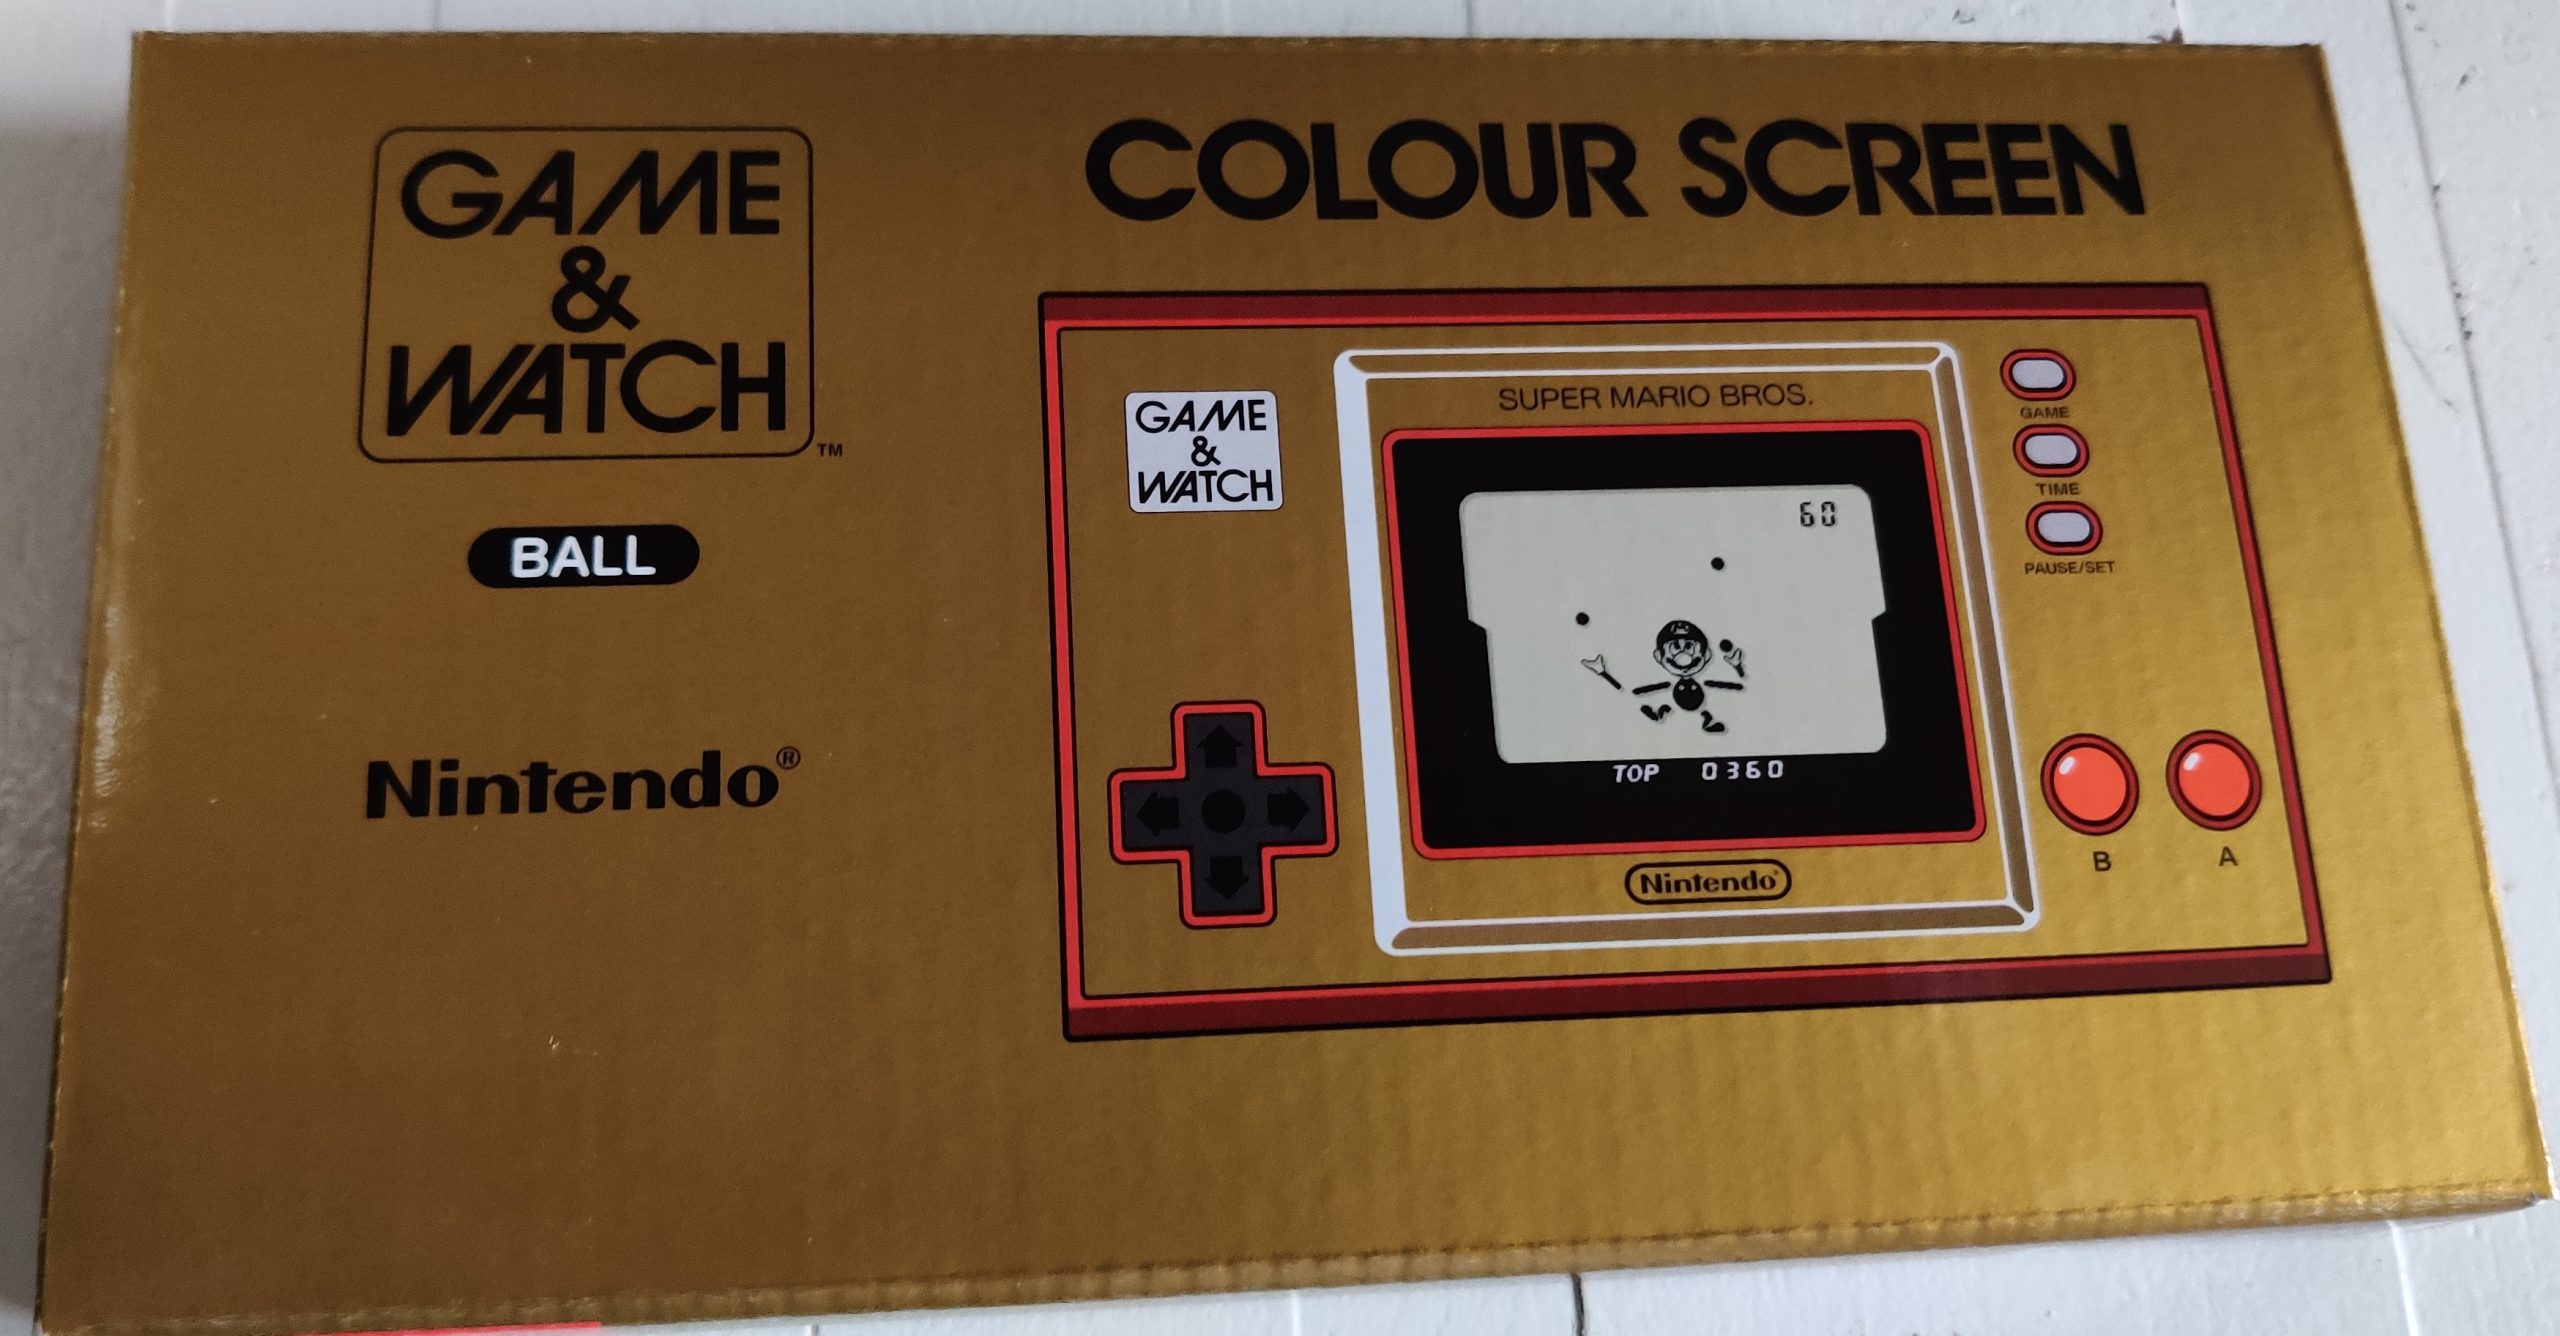 GAME
&
WATCH
TM
BALL
Nintendo®
COLOUR SCREEN
GAME
&
WATCH
SUPER MARIO BROS.
60
TOP 0360
Nintendo®
GAME
TIME
PAUSE/SET
B
A